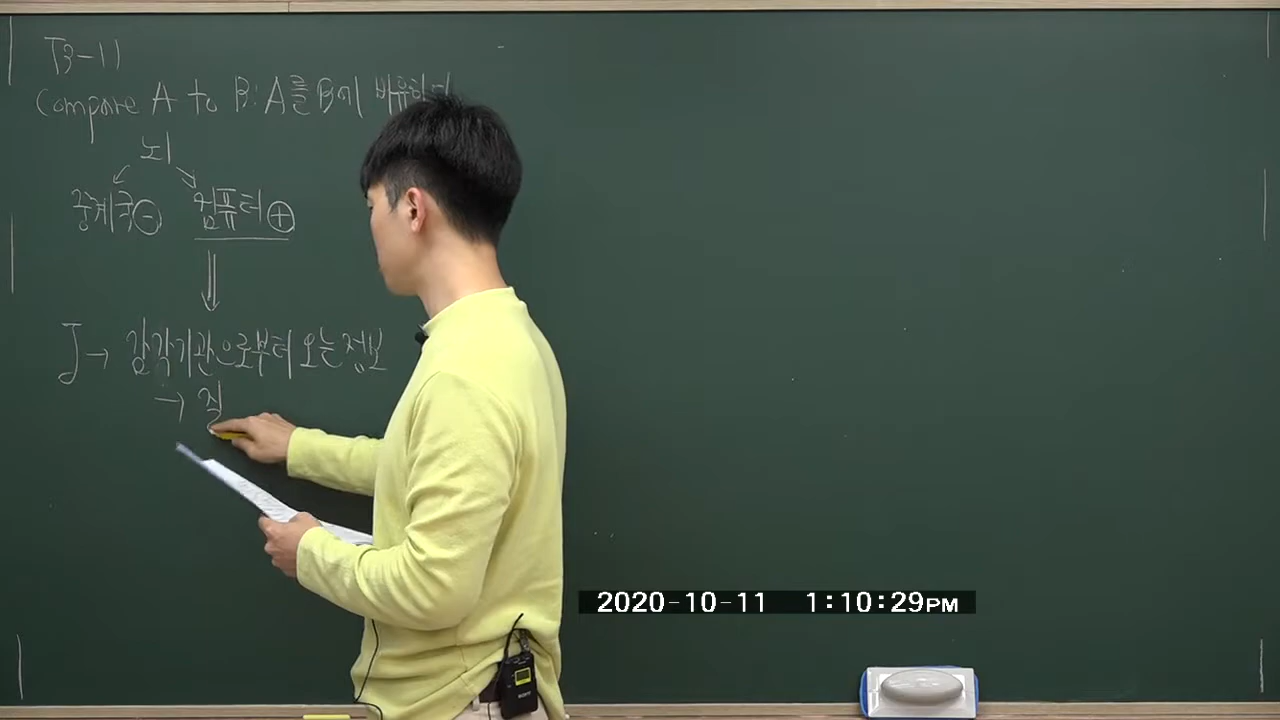 T3-11
Compare A to B: A를 B에 비유하다
뇌
중계국 ⊖ 컴퓨터 ⊕
J → 감각기관으로부터 오는 정보
→ 질
2020-10-11 1:10:29PM